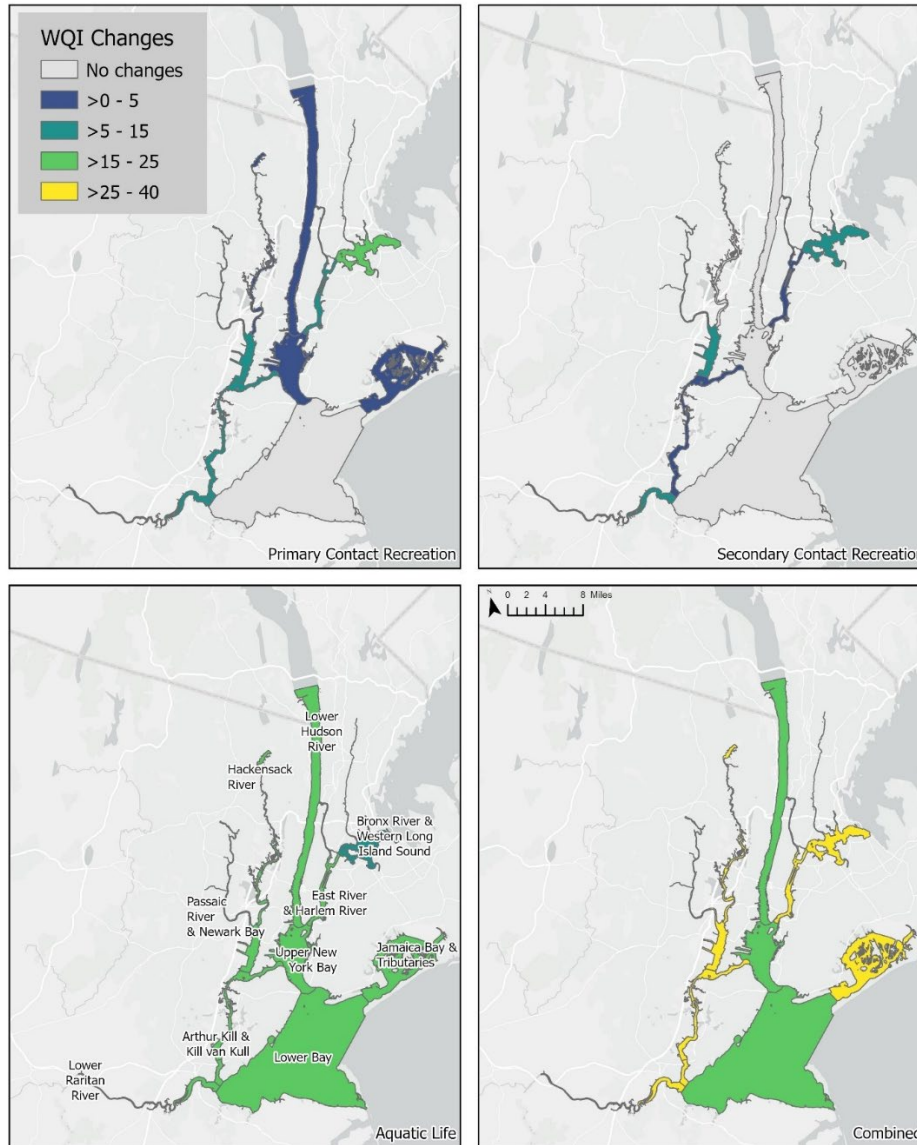 WQI Changes
No changes
>0 - 5
>5 - 15
>15 - 25
>25 - 40
Primary Contact Recreation
Secondary Contact Recreation
Lower
Hudson
River
Hackensack
River
Bronx River &
Western Long
Island Sound
Passaic
River
& Newark Bay
East River
& Harlem River
Upper New
York Bay
Jamaica Bay &
Tributaries
Arthur Kill &
Kill van Kull
Lower Bay
Lower
Raritan
River
Aquatic Life
N
0 2 4 6 8 Miles
Combined